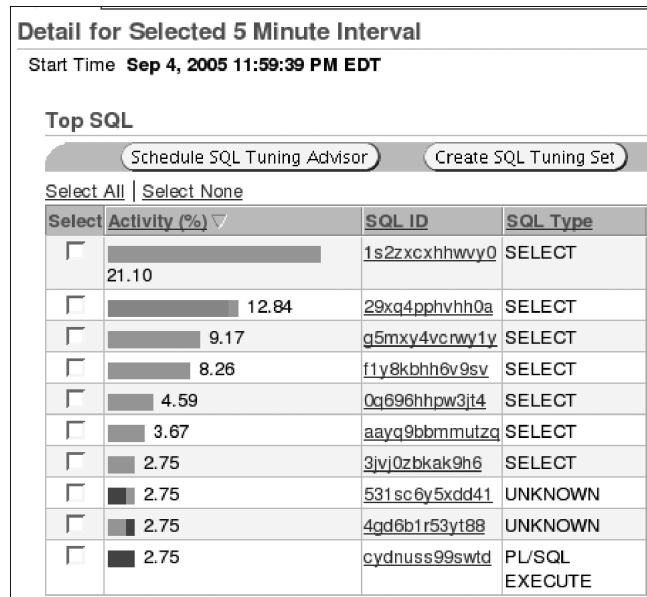 Detail for Selected 5 Minute Interval
Start Time Sep 4, 2005 11:59:39 PM EDT
Top SQL
Schedule SQL Tuning Advisor Create SQL Tuning Set
Select All | Select None
Select Activity (%) SQL ID SQL Type
21.10 1s2zxcxhhwvy0 SELECT
12.84 29xq4pphvhh0a SELECT
9.17 g5mxy4vcrwy1y SELECT
8.26 f1y8kbhh6v9sv SELECT
4.59 0q696hhpw3jt4 SELECT
3.67 aayq9bbmmutzq SELECT
2.75 3jvj0zbkak9h6 SELECT
2.75 531sc6y5xdd41 UNKNOWN
2.75 4gd6b1r53yt88 UNKNOWN
2.75 cydnuss99swtd PL/SQL
EXECUTE